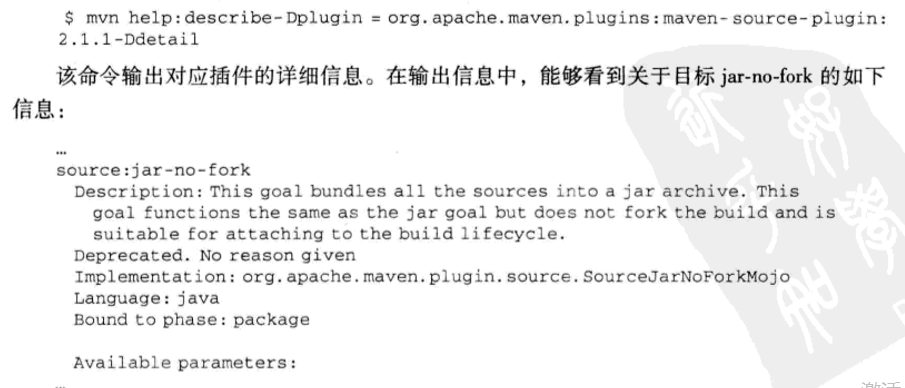 $ mvn help:describe-Dplugin = org.apache.maven.plugins:maven-source-plugin:
2.1.1-Ddetail
该命令输出对应插件的详细信息。在输出信息中，能够看到关于目标 jar-no-fork 的如下
信息：
…
source:jar-no-fork
Description: This goal bundles all the sources into a jar archive. This
goal functions the same as the jar goal but does not fork the build and is
suitable for attaching to the build lifecycle.
Deprecated. No reason given
Implementation: org.apache.maven.plugin.source.SourceJarNoForkMojo
Language: java
Bound to phase: package
Available parameters:
…